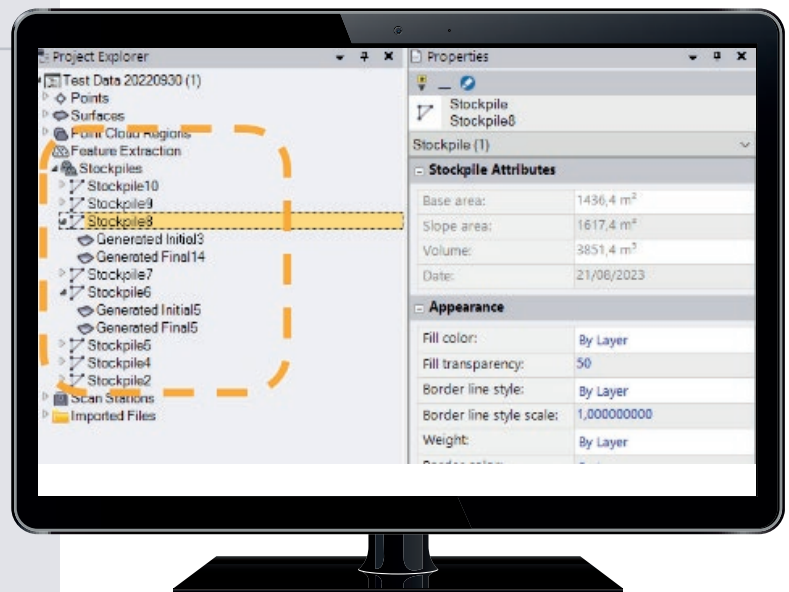 Project Explorer
Test Data 20220930 (1)
Points
Surfaces
Point Cloud Regions
Feature Extraction
Stockpiles
Stockpile10
Stockpile9
Stockpile8
Generated Initial3
Generated Final14
Stockpile7
Stockpile6
Generated Initial5
Generated Final5
Stockpile5
Stockpile4
Stockpile2
Scan Stations
Imported Files
Properties
Stockpile
Stockpile8
Stockpile (1)
Stockpile Attributes
Base area: 1436,4 m²
Slope area: 1617,4 m²
Volume: 3851,4 m³
Date: 21/08/2023
Appearance
Fill color: By Layer
Fill transparency: 50
Border line style: By Layer
Border line style scale: 1,000000000
Weight: By Layer